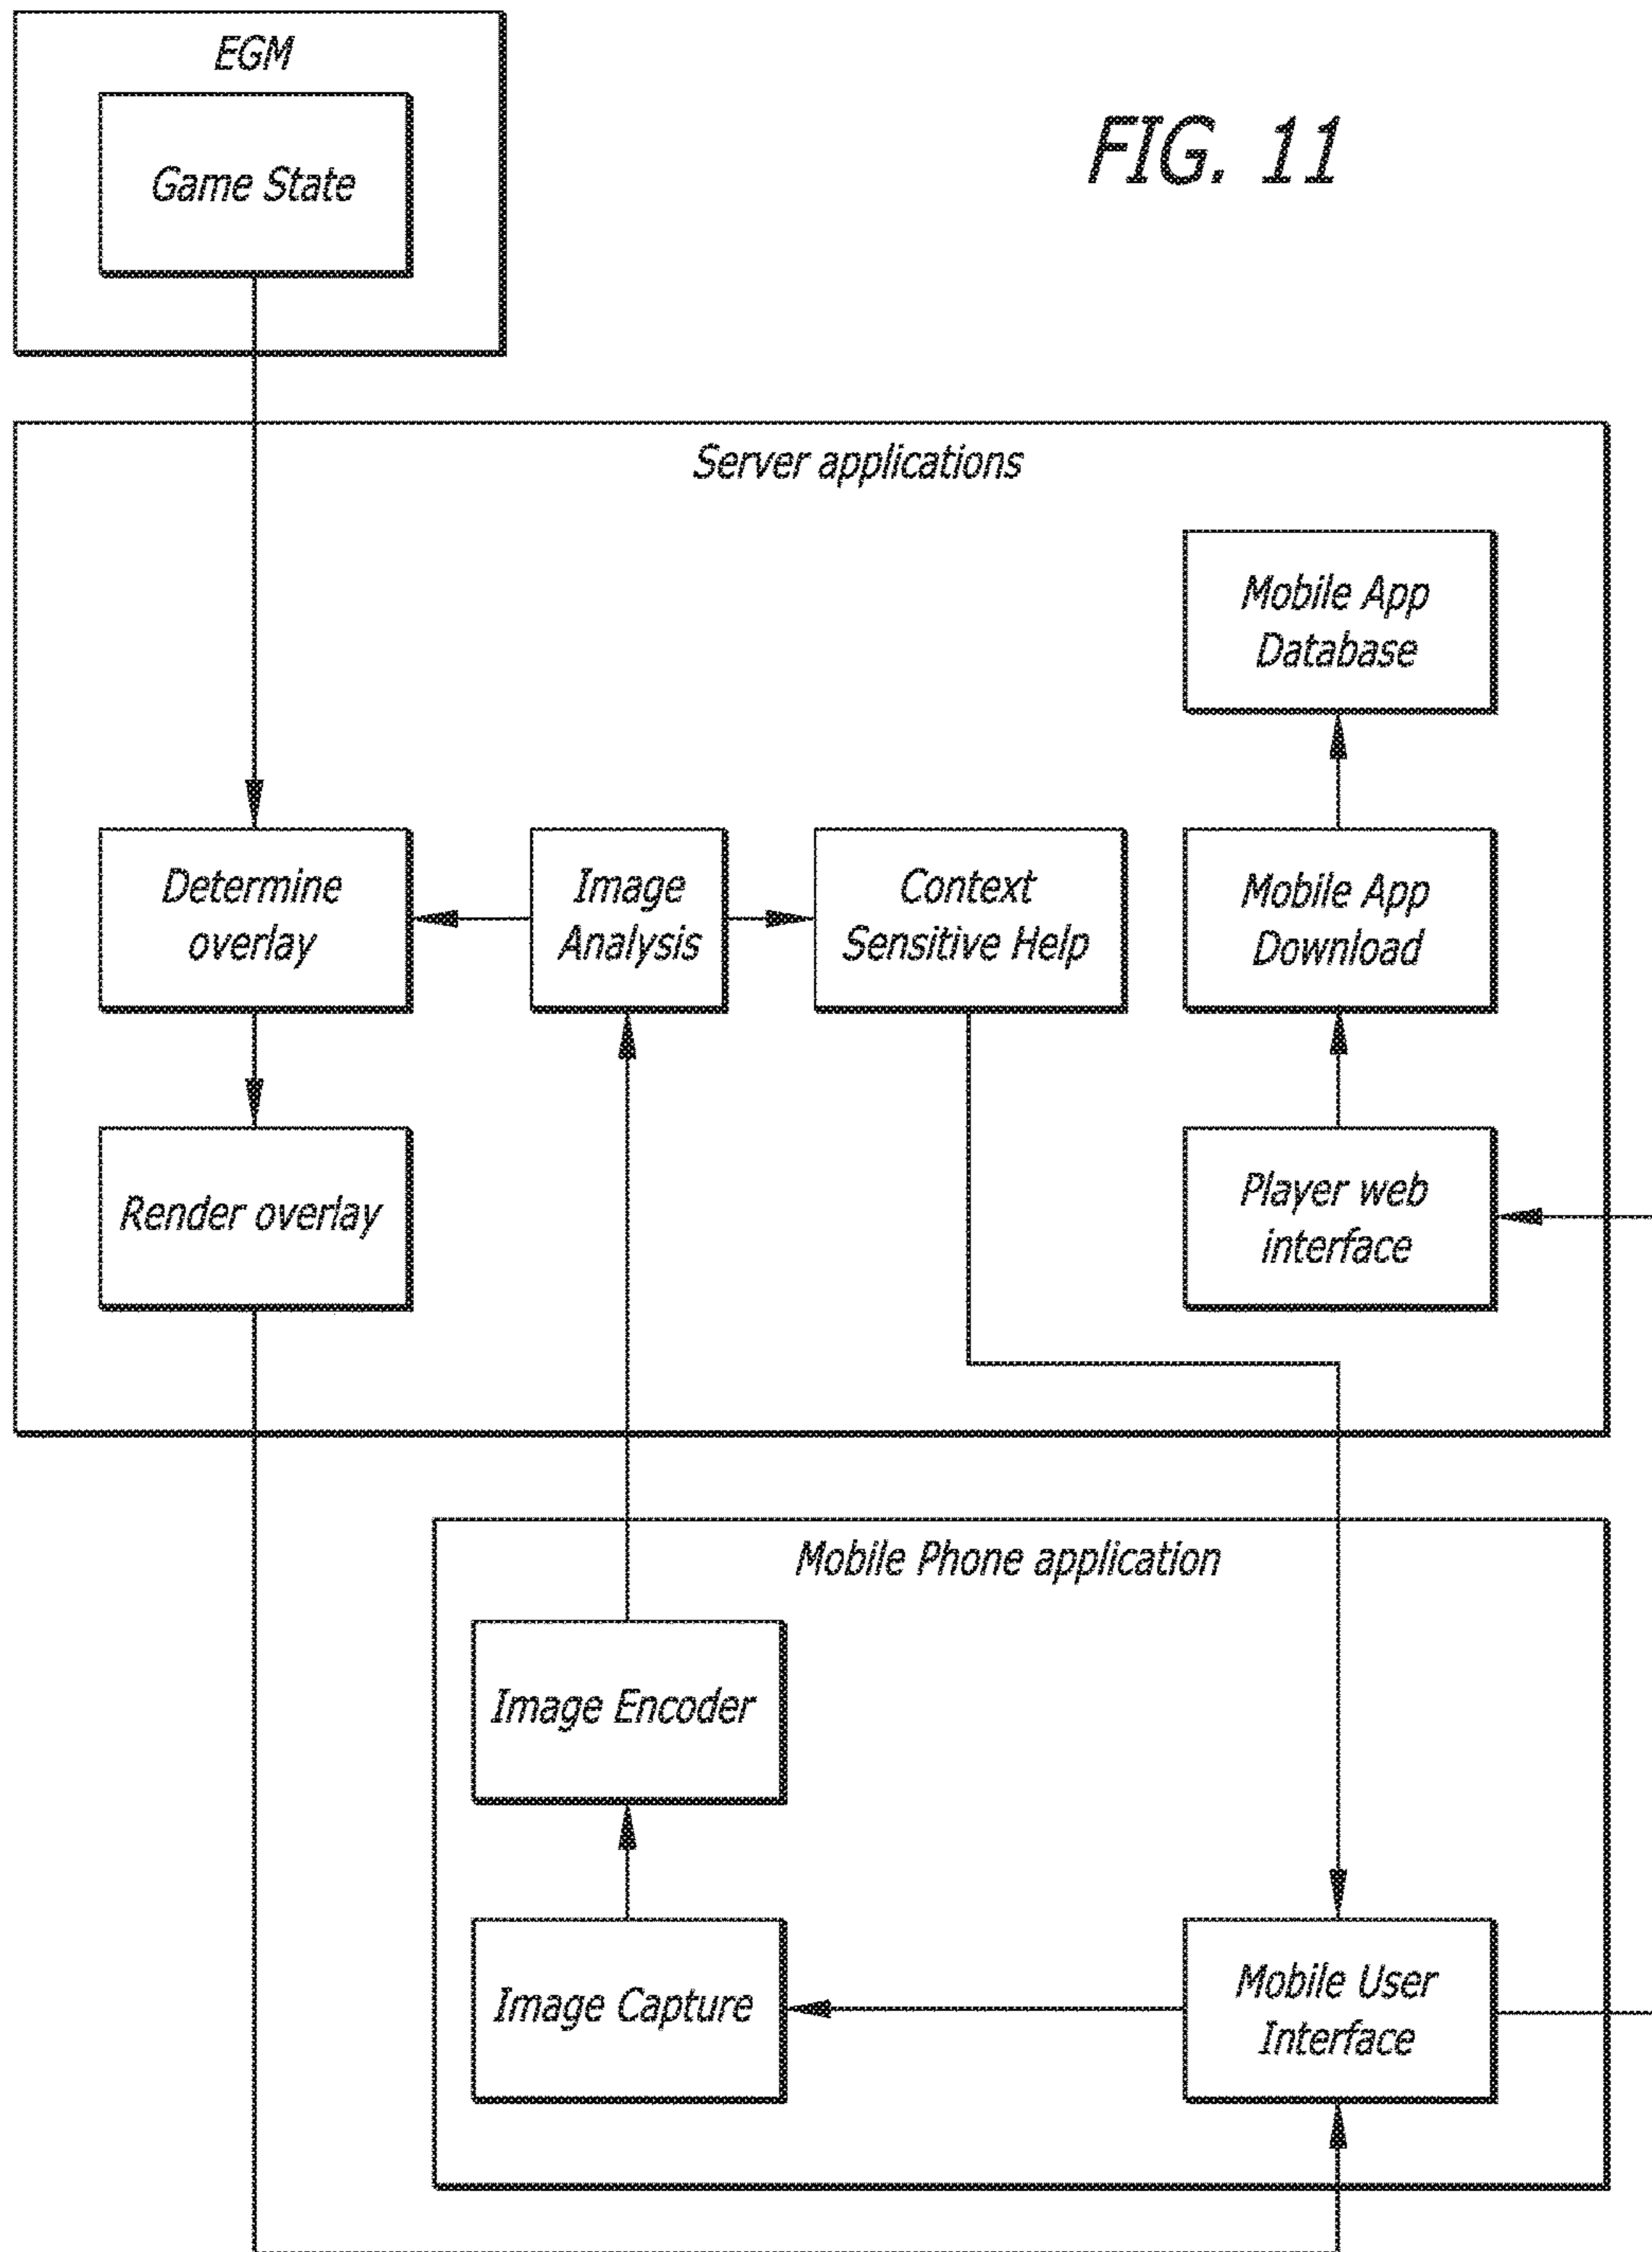 EGM
Game State
FIG. 11
Server applications
Mobile App
Database
Determine
overlay
Image
Analysis
Context
Sensitive Help
Mobile App
Download
Render overlay
Player web
interface
Mobile Phone application
Image Encoder
Image Capture
Mobile User
Interface